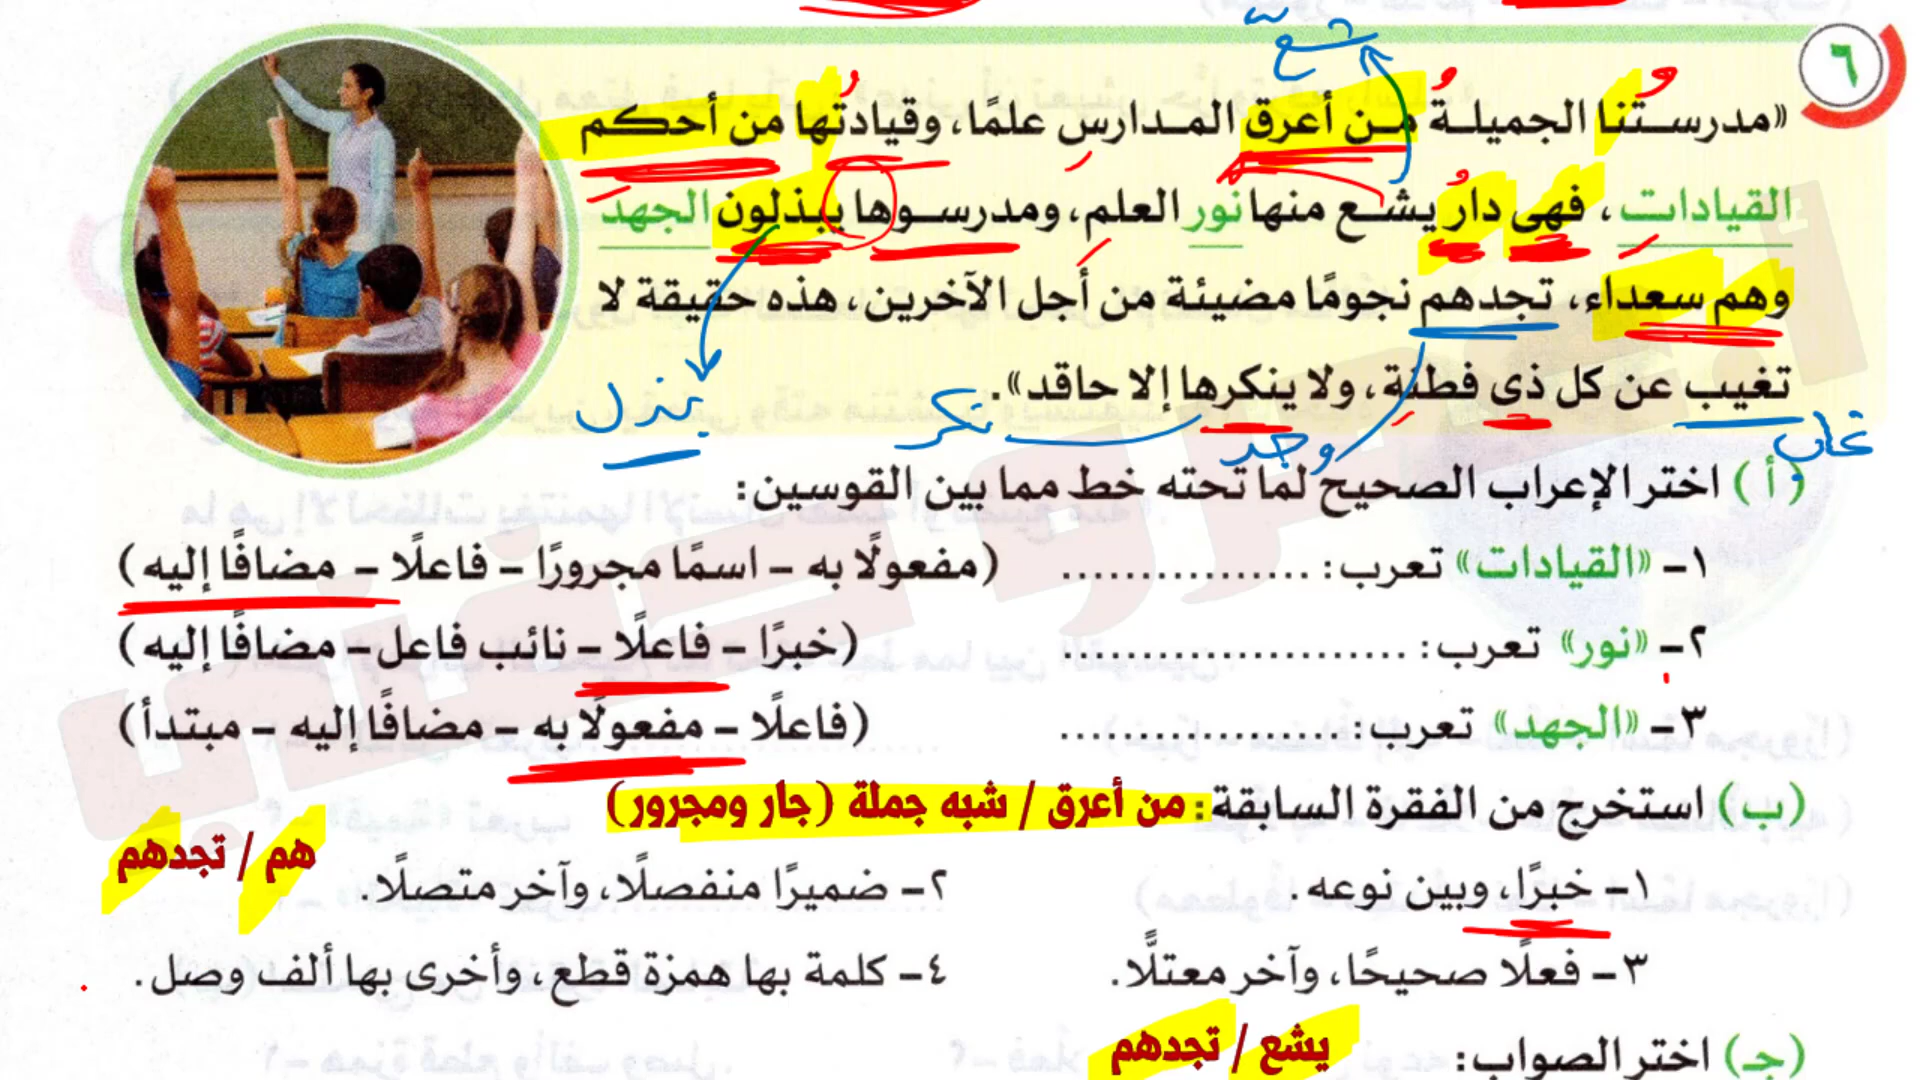 ٦
شعّ
«مدرستُنا الجميلةُ من أعرق المدارسِ علمًا، وقيادتُها من أحكم
القيادات، فهى دارُ يشع منها نور العلمِ، ومدرسوها يبذلون الجهد
وهم سعداء، تجدهم نجومًا مضيئة من أجل الآخرين، هذه حقيقة لا
تغيب عن كل ذى فطنة، ولا ينكرها إلا حاقد».
بذل
نكر
وجد
غاب
(أ) اختر الإعراب الصحيح لما تحته خط مما بين القوسين:
١- «القيادات» تعرب: ................ (مفعولًا به - اسمًا مجرورًا - فاعلًا - مضافًا إليه)
٢- «نور» تعرب: ...................... (خبرًا - فاعلًا - نائب فاعل - مضافًا إليه)
٣- «الجهد» تعرب: .................. (فاعلًا - مفعولًا به - مضافًا إليه - مبتدأ)
(ب) استخرج من الفقرة السابقة: من أعرق / شبه جملة (جار ومجرور)
هم / تجدهم
١- خبرًا، وبين نوعه. ٢- ضميرًا منفصلًا، وآخر متصلًا.
٣- فعلًا صحيحًا، وآخر معتلًّا. ٤- كلمة بها همزة قطع، وأخرى بها ألف وصل.
(جـ) اختر الصواب: يشع / تجدهم